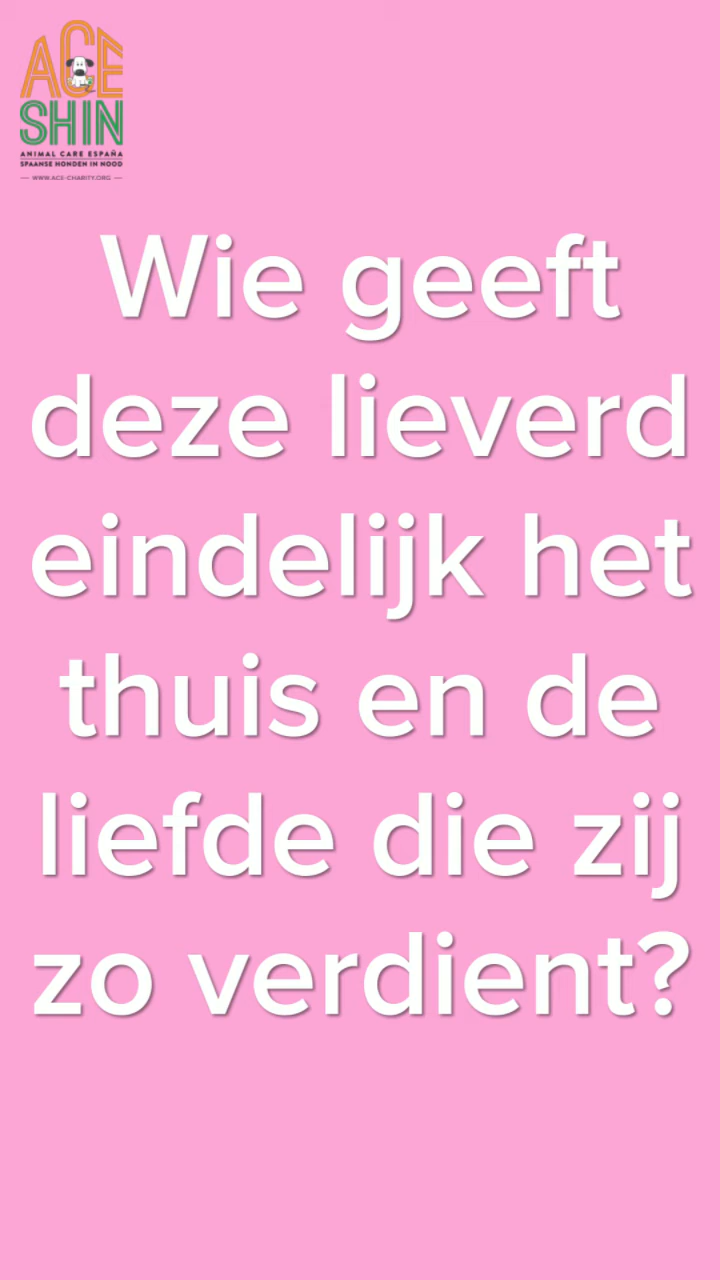 ACE
SHIN
ANIMAL CARE ESPAÑA
SPAANSE HONDEN IN NOOD
WWW.ACE-CHARITY.ORG
Wie geeft
deze lieverd
eindelijk het
thuis en de
liefde die zij
zo verdient?